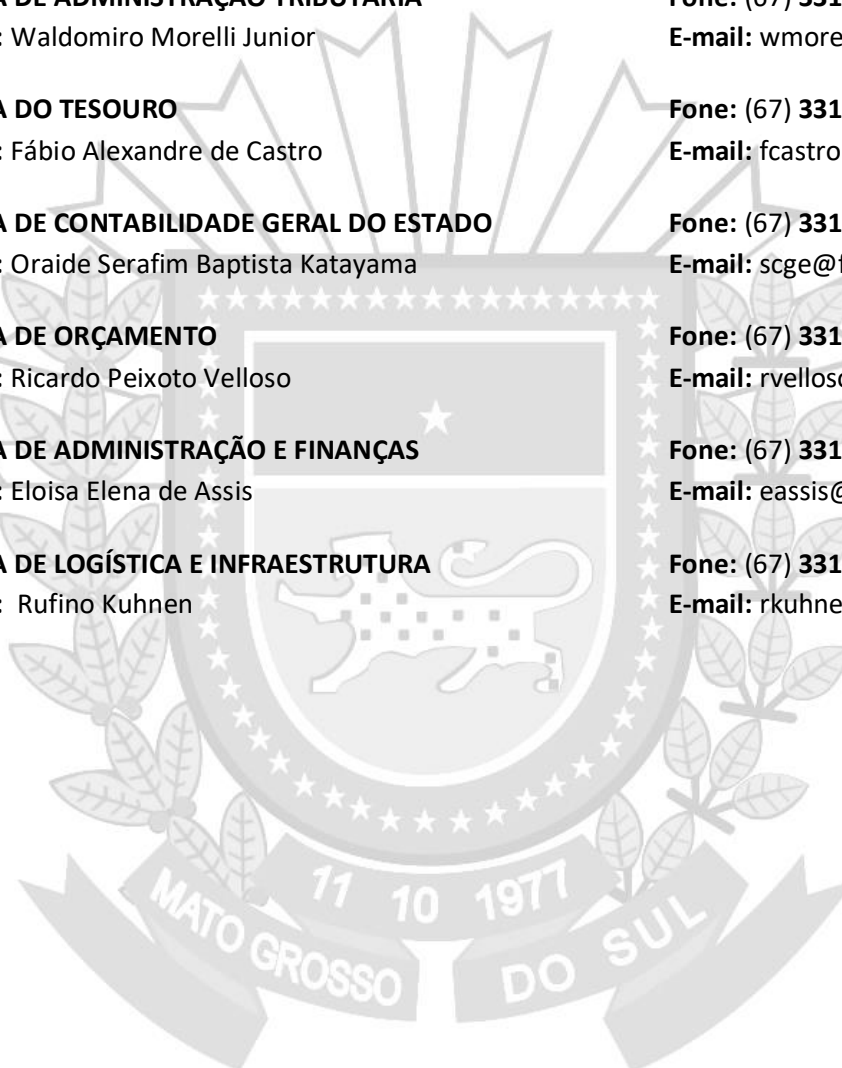 A DE ADMINISTRAÇÃO TRIBUTÁRIA Fone: (67) 331
: Waldomiro Morelli Junior E-mail: wmore
A DO TESOURO Fone: (67) 331
: Fábio Alexandre de Castro E-mail: fcastro
A DE CONTABILIDADE GERAL DO ESTADO Fone: (67) 331
: Oraide Serafim Baptista Katayama E-mail: scge@f
A DE ORÇAMENTO Fone: (67) 331
: Ricardo Peixoto Velloso E-mail: rvelloso
A DE ADMINISTRAÇÃO E FINANÇAS Fone: (67) 331
: Eloisa Elena de Assis E-mail: eassis@
A DE LOGÍSTICA E INFRAESTRUTURA Fone: (67) 331
: Rufino Kuhnen E-mail: rkuhne
11 10 1977
MATO GROSSO DO SUL